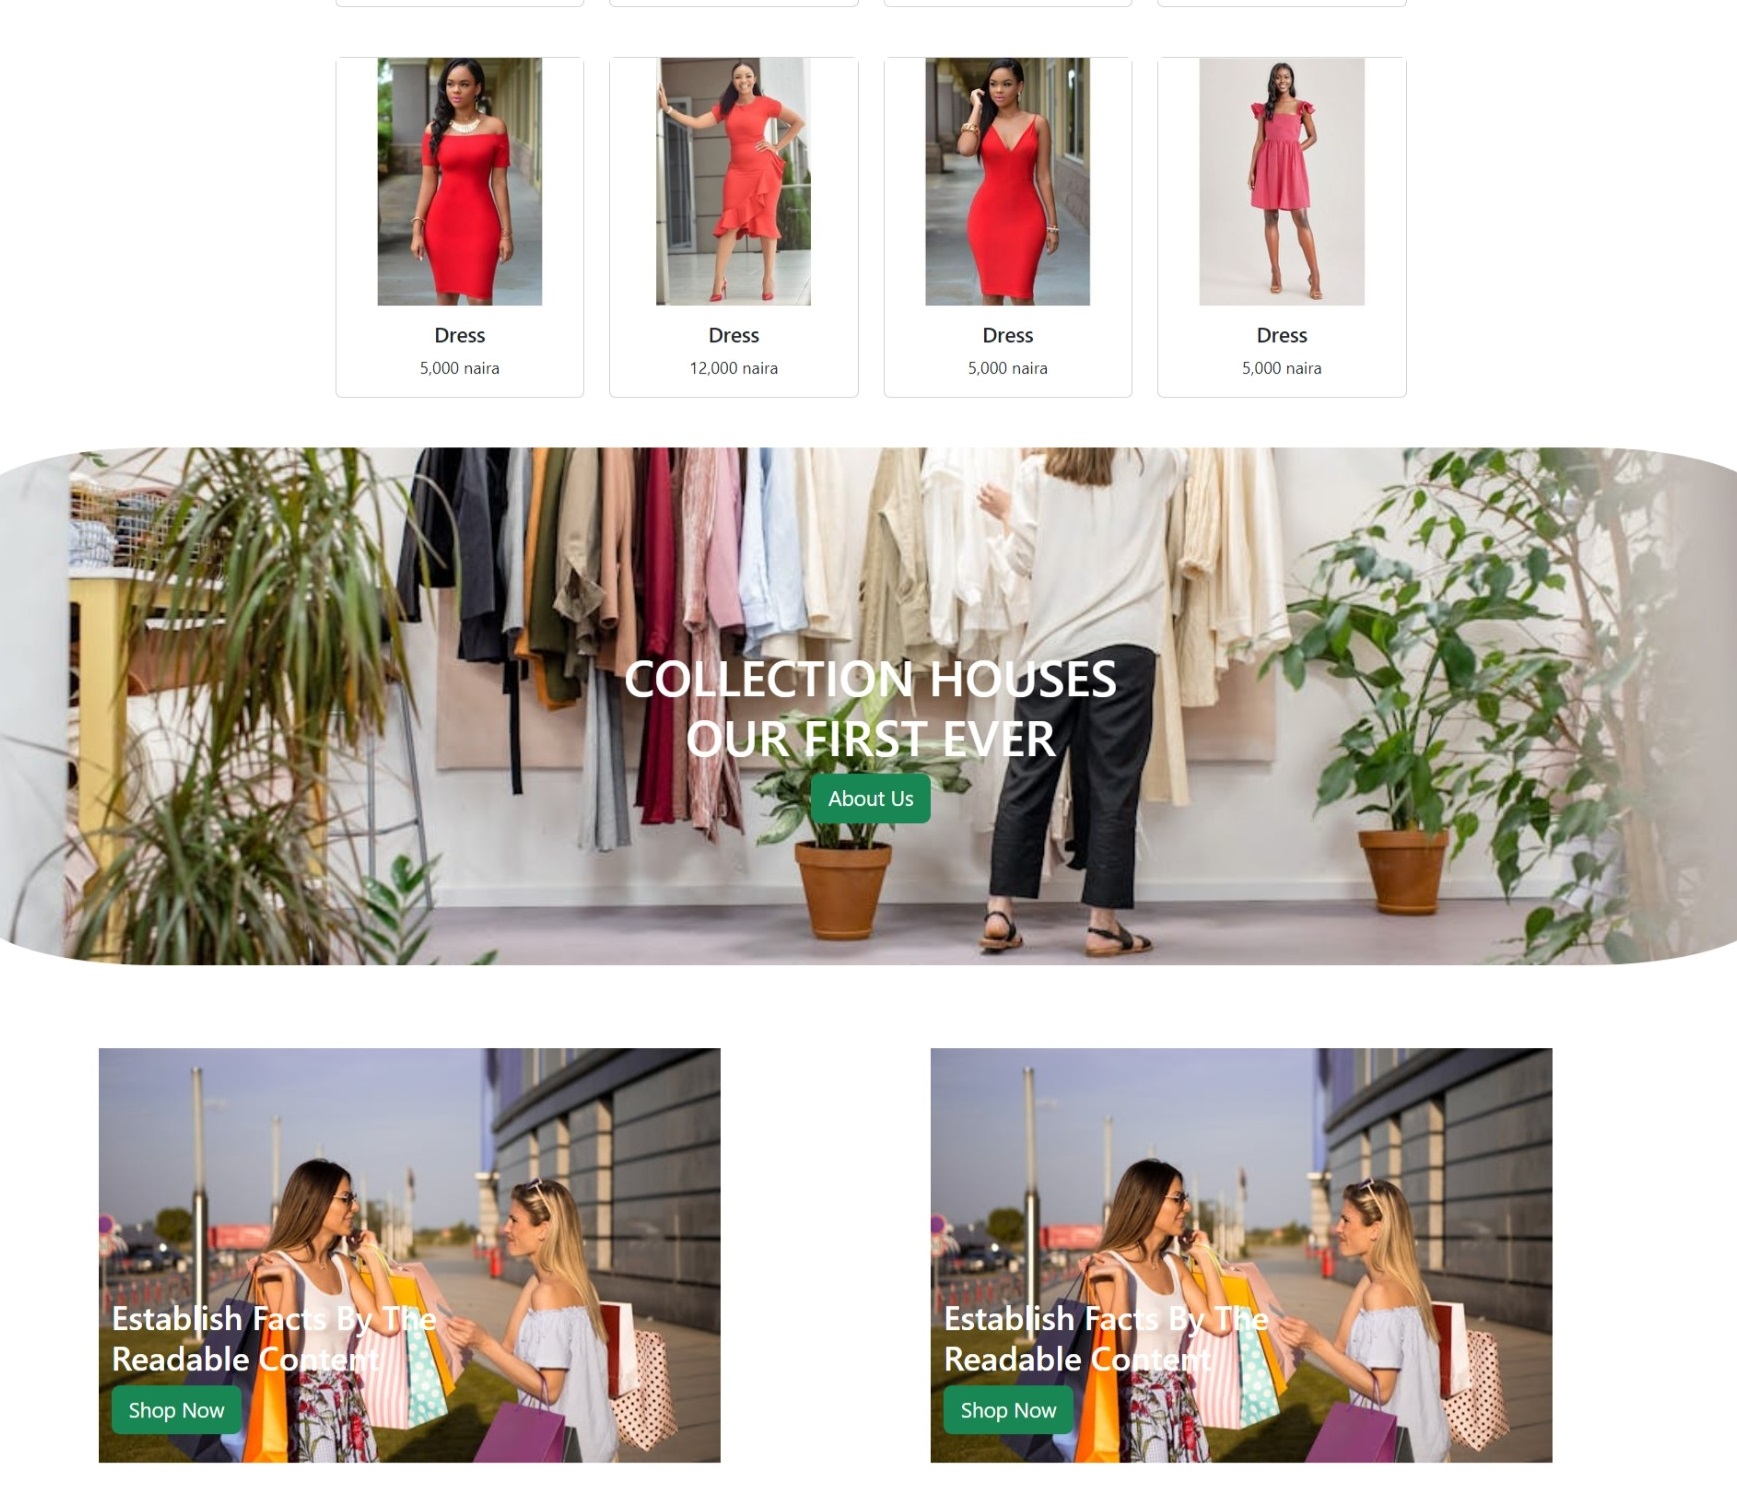 Dress
5,000 naira
Dress
12,000 naira
Dress
5,000 naira
Dress
5,000 naira
COLLECTION HOUSES
OUR FIRST EVER
About Us
Establish Facts By The
Readable Content
Shop Now
Establish Facts By The
Readable Content
Shop Now